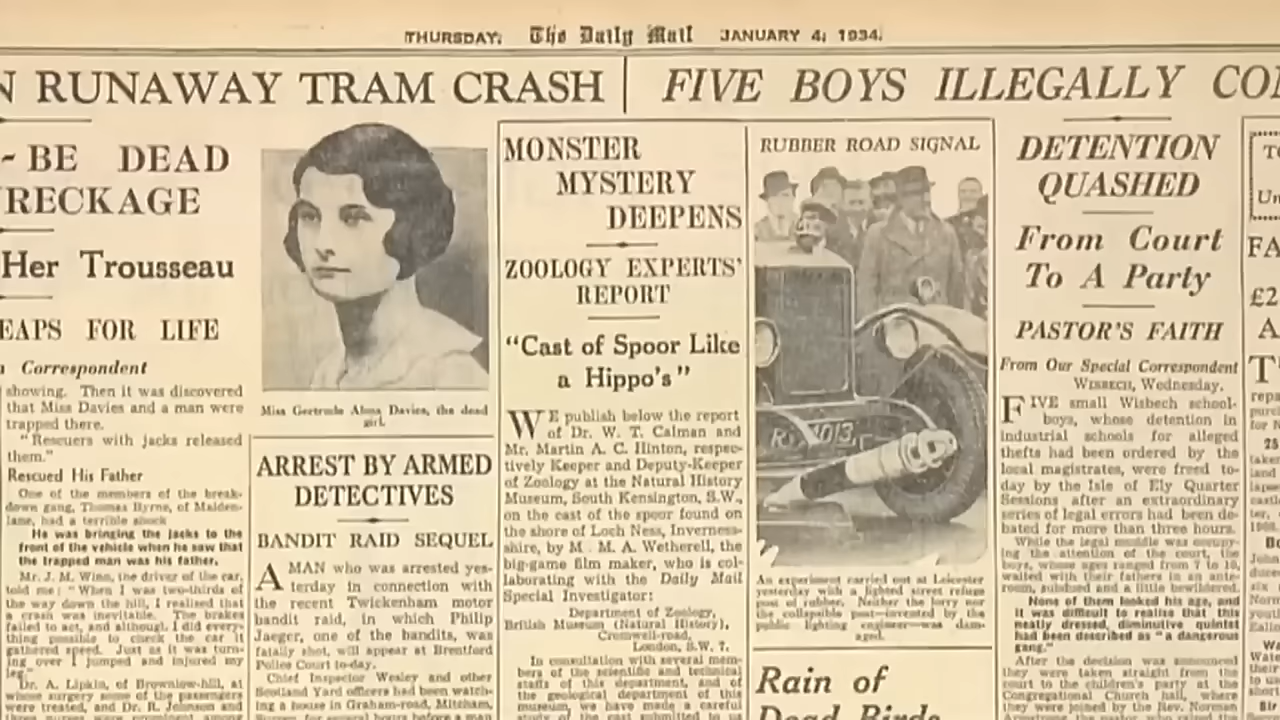 THURSDAY, The Daily Mail JANUARY 4, 1934.
N RUNAWAY TRAM CRASH
FIVE BOYS ILLEGALLY CO
- BE DEAD
RECKAGE
Her Trousseau
EAPS FOR LIFE
Correspondent
showing. Then it was discovered
that Miss Davies and a man were
trapped there.
"Rescuers with jacks released
them."
Rescued His Father
One of the members of the break-
down gang, Thomas Byrne, of Maiden-
lane, had a terrible shock
He was bringing the jacks to the
front of the vehicle when he saw that
the trapped man was his father.
Mr. J. M. Winn, the driver of the car,
told me: "When I was two-thirds of
the way down the hill, I realised that
a crash was inevitable. The brakes
failed to act, and although I did every-
thing possible to check the car it
gathered speed. Just as it was turn-
ing over I jumped and injured my
leg."
Dr. A. Lipkin, of Brownlow-hill, at
whose surgery some of the passengers
were treated, and Dr. R. Johnson and
Miss Gertrude Alma Davies, the dead
girl.
ARREST BY ARMED
DETECTIVES
BANDIT RAID SEQUEL
A MAN who was arrested yes-
terday in connection with
the recent Twickenham motor
bandit raid, in which Philip
Jaeger, one of the bandits, was
fatally shot, will appear at Brentford
Police Court to-day.
Chief Inspector Wesley and other
Scotland Yard officers had been watch-
ing a house in Graham-road, Mitcham,
MONSTER
MYSTERY
DEEPENS
ZOOLOGY EXPERTS'
REPORT
"Cast of Spoor Like
a Hippo's"
WE publish below the report
of Dr. W. T. Calman and
Mr. Martin A. C. Hinton, respec-
tively Keeper and Deputy-Keeper
of Zoology at the Natural History
Museum, South Kensington, S.W.,
on the cast of the spoor found on
the shore of Loch Ness, Inverness-
shire, by M. M. A. Wetherell, the
big-game film maker, who is col-
laborating with the Daily Mail
Special Investigator:
Department of Zoology,
British Museum (Natural History),
Cromwell-road,
London, S.W. 7.
In consultation with several mem-
bers of the scientific and technical
staffs of this department, and of
the geological department of this
museum, we have made a careful
study of the cast submitted to us
RUBBER ROAD SIGNAL
An experiment carried out at Leicester
yesterday with a lighted street refuge
post of rubber. Neither the lorry nor
the collapsible post—invented by the
public lighting engineer—was dam-
aged.
Rain of
Dead Birds
DETENTION
QUASHED
From Court
To A Party
PASTOR'S FAITH
From Our Special Correspondent
WISBECH, Wednesday.
FIVE small Wisbech school-
boys, whose detention in
industrial schools for alleged
thefts had been ordered by the
local magistrates, were freed to-
day by the Isle of Ely Quarter
Sessions after an extraordinary
series of legal errors had been de-
bated for more than three hours.
While the legal muddle was occupy-
ing the attention of the court, the
boys, whose ages ranged from 7 to 10,
waited with their fathers in an ante-
room, subdued and a little bewildered.
None of them looked his age, and
it was difficult to realise that this
neatly dressed, diminutive quintet
had been described as "a dangerous
gang."
After the decision was announced
they were taken straight from the
court to the children's party at the
Congregational Church hall, where
they were joined by the Rev. Norman
FA
£2
A